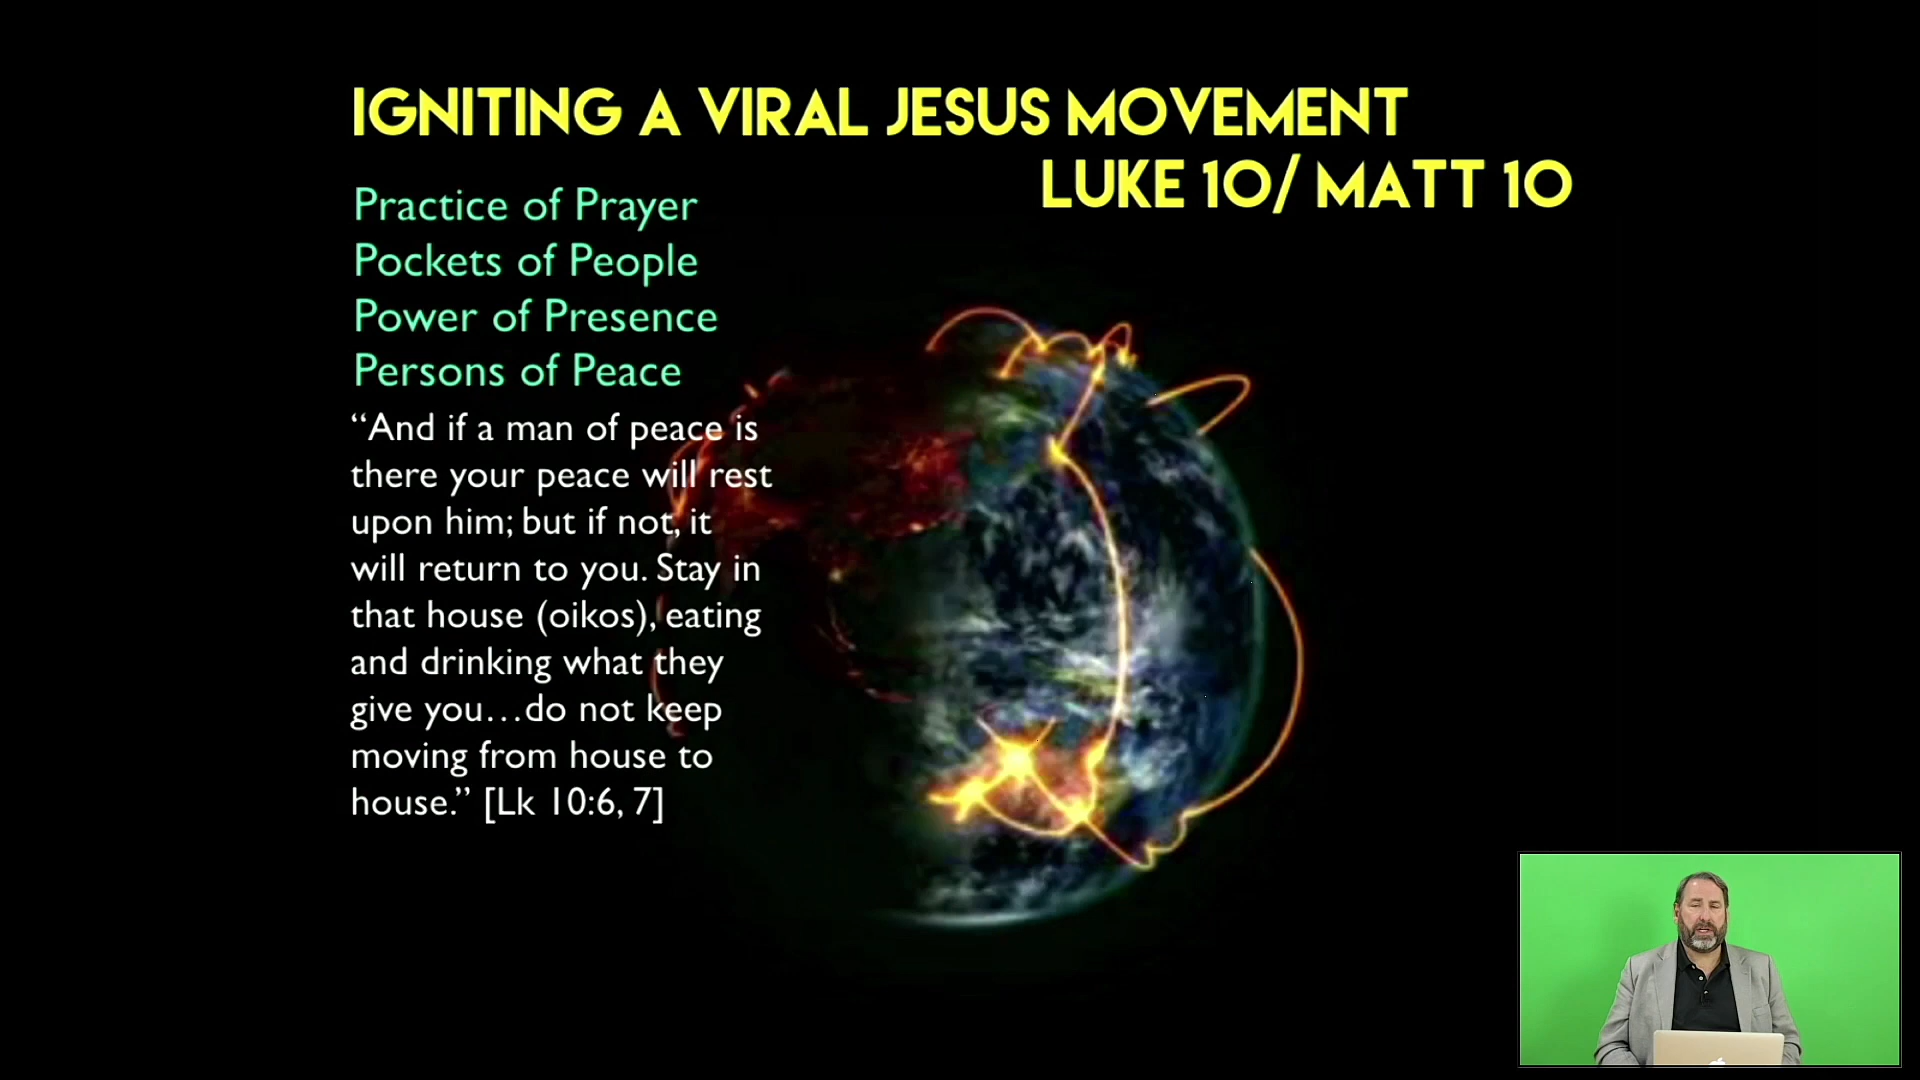 IGNITING A VIRAL JESUS MOVEMENT
LUKE 10/ MATT 10
Practice of Prayer
Pockets of People
Power of Presence
Persons of Peace
“And if a man of peace is
there your peace will rest
upon him; but if not, it
will return to you. Stay in
that house (oikos), eating
and drinking what they
give you…do not keep
moving from house to
house.” [Lk 10:6, 7]